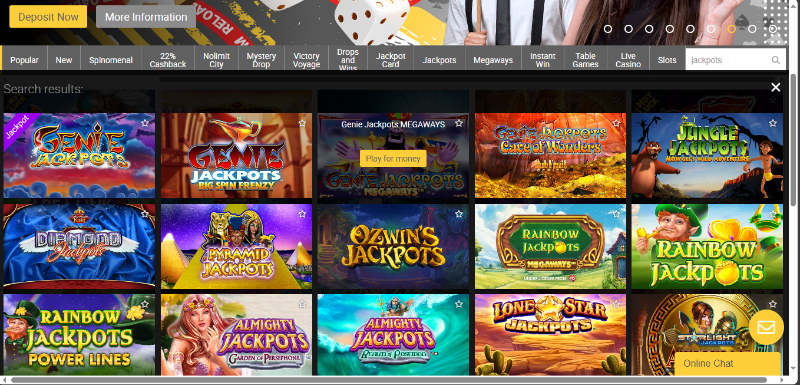 Deposit Now
More Information
RELOAD
Popular
New
Spinomenal
22%
Cashback
Nolimit
City
Mystery
Drop
Victory
Voyage
Drops
and
Wins
Jackpot
Card
Jackpots
Megaways
Instant
Win
Table
Games
Live
Casino
Slots
jackpots
Search results:
Jackpot
GENIE
JACKPOTS
GENIE
JACKPOTS
BIG SPIN FRENZY
Genie Jackpots MEGAWAYS
Play for money
GENIE JACKPOTS
MEGAWAYS
GENIE JACKPOTS
Cave of Wonders
JUNGLE
JACKPOTS
MOWGLI'S WILD ADVENTURE
DIAMOND
Jackpots
PYRAMID
JACKPOTS
OZWIN'S
JACKPOTS
RAINBOW
JACKPOTS
MEGAWAYS
RAINBOW
JACKPOTS
RAINBOW
JACKPOTS
POWER LINES
ALMIGHTY
JACKPOTS
GARDEN OF PERSEPHONE
ALMIGHTY
JACKPOTS
REALM OF POSEIDON
LONE STAR
JACKPOTS
STARLIGHT
JACKPOTS
Online Chat